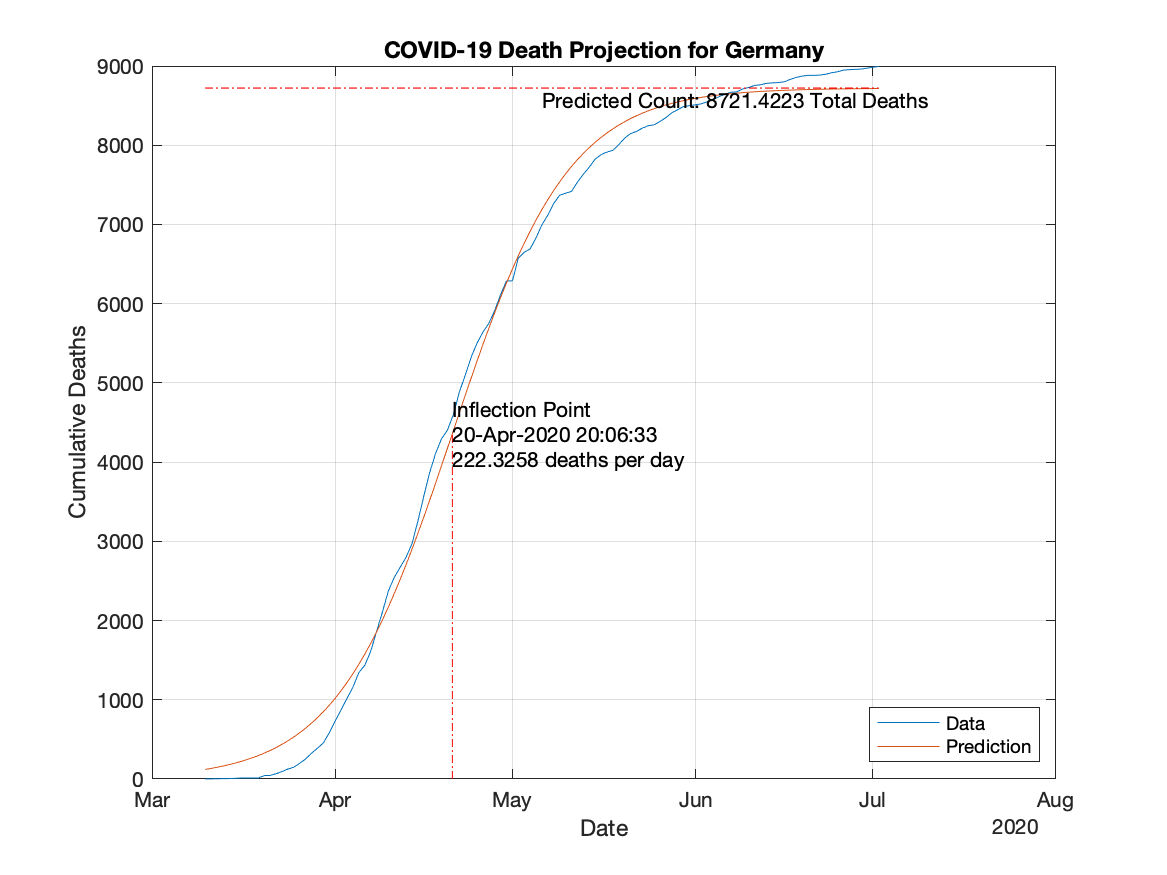 COVID-19 Death Projection for Germany
9000
Predicted Count: 8721.4223 Total Deaths
8000
7000
6000
5000
Inflection Point
20-Apr-2020 20:06:33
222.3258 deaths per day
4000
3000
2000
1000
0
Cumulative Deaths
Data
Prediction
Mar Apr May Jun Jul Aug
Date
2020